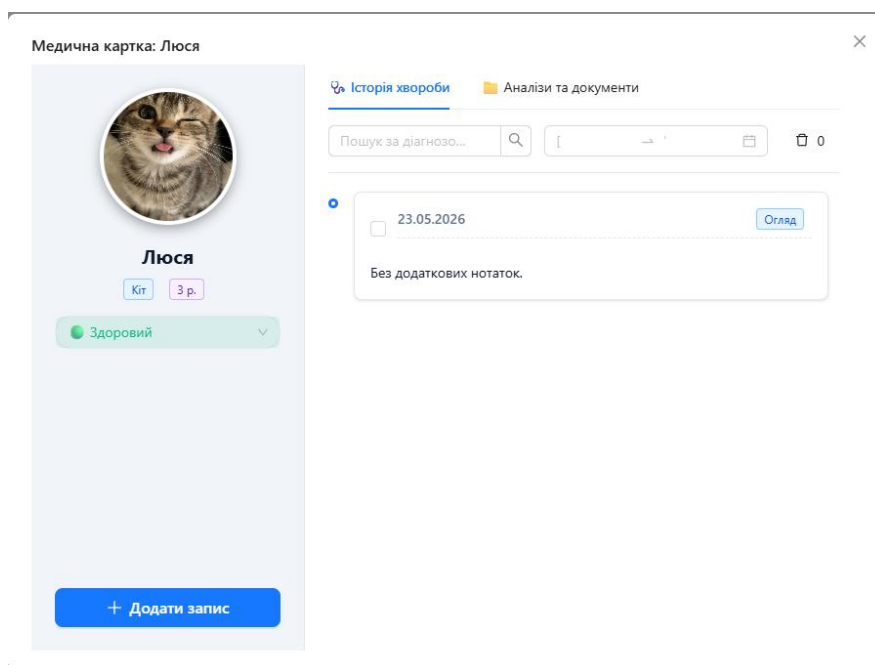 Медична картка: Люся
Люся
Кіт 3 р.
Здоровий
Додати запис
Історія хвороби Аналізи та документи
Пошук за діагнозо... 0
23.05.2026 Огляд
Без додаткових нотаток.